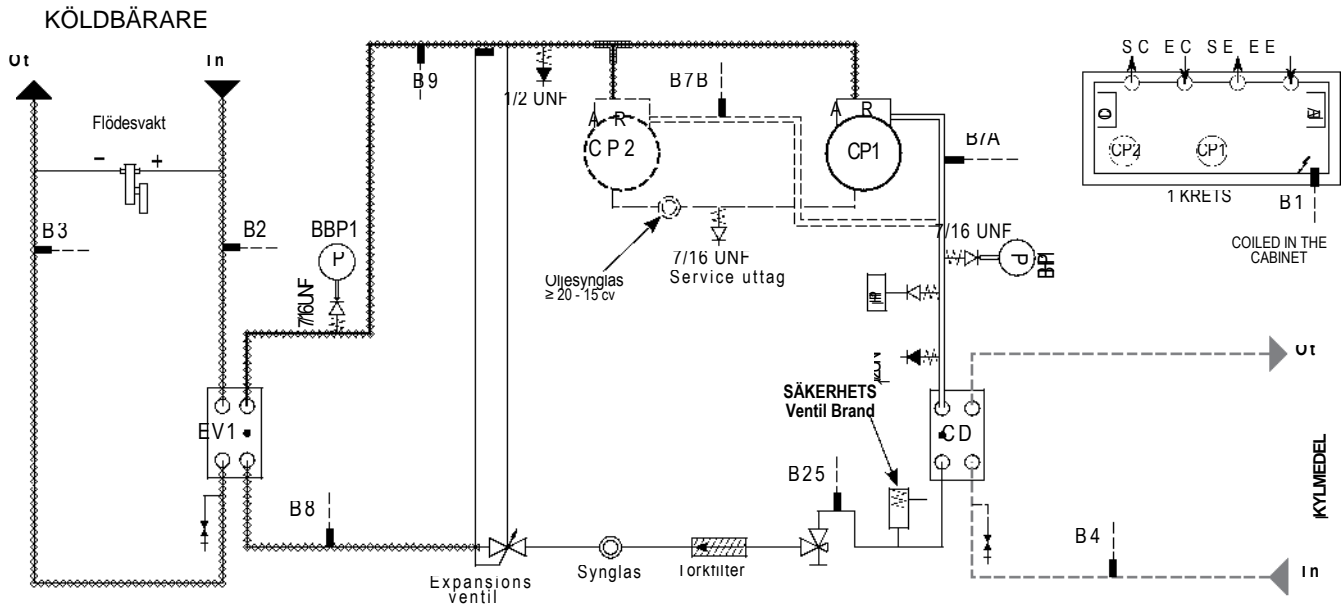 KÖLDBÄRARE
Ut
In
Flödesvakt
-
+
B3
B2
BBP1
P
7/16UNF
EV1
B8
B9
1/2 UNF
B7B
A R
CP2
A R
CP1
B7A
Oljesynglas
≥ 20 - 15 cv
7/16 UNF
Service uttag
7/16 UNF
P
SÄKERHETS
Ventil Brand
CD
B25
Expansions
ventil
Synglas
Torkfilter
B4
Ut
In
KYLMEDEL
SC EC SE EE
CP2
CP1
1 KRETS
B1
COILED IN THE
CABINET